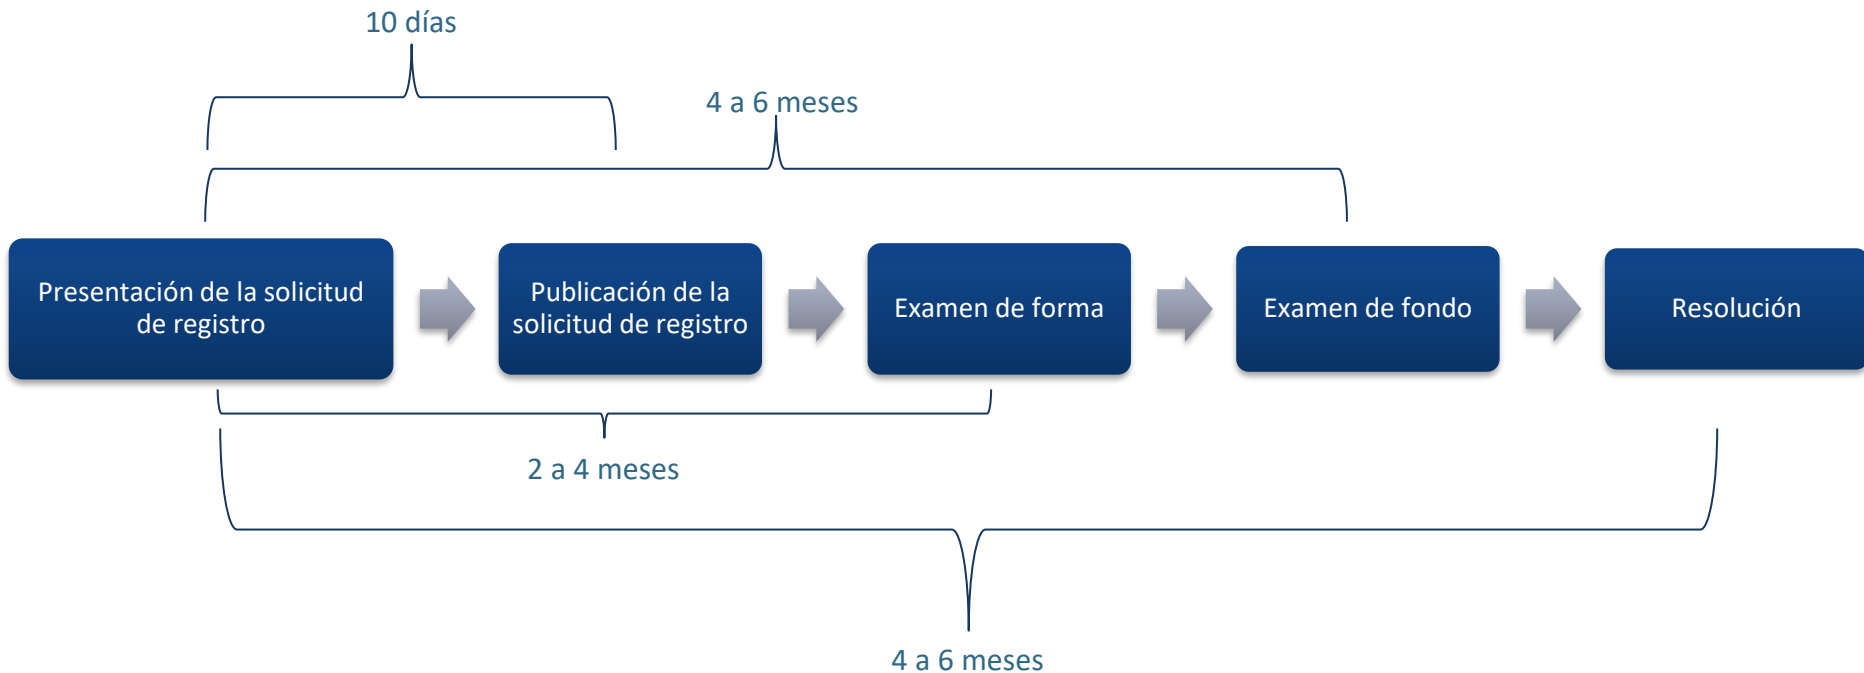 10 días
4 a 6 meses
Presentación de la solicitud
de registro
Publicación de la
solicitud de registro
Examen de forma
Examen de fondo
Resolución
2 a 4 meses
4 a 6 meses